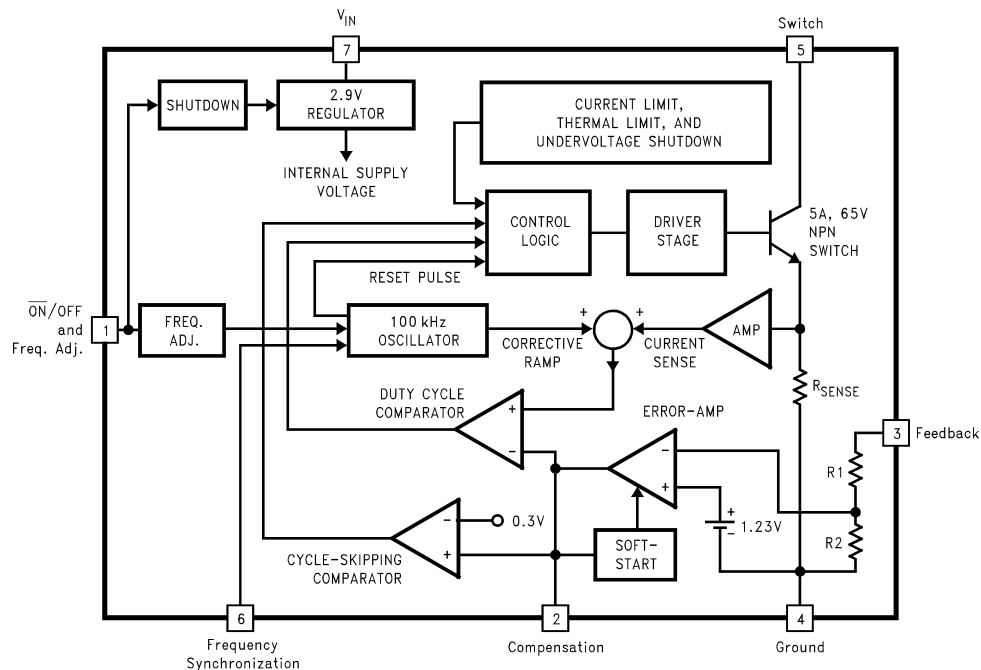 V_IN
Switch
7
5
SHUTDOWN
2.9V
REGULATOR
CURRENT LIMIT,
THERMAL LIMIT, AND
UNDERVOLTAGE SHUTDOWN
INTERNAL SUPPLY
VOLTAGE
CONTROL
LOGIC
DRIVER
STAGE
5A, 65V
NPN
SWITCH
RESET PULSE
ON/OFF
and
Freq. Adj.
1
FREQ.
ADJ.
100 kHz
OSCILLATOR
+
+
CORRECTIVE
RAMP
CURRENT
SENSE
AMP
R_SENSE
DUTY CYCLE
COMPARATOR
+
−
ERROR-AMP
−
+
3
Feedback
R1
R2
+
−
1.23V
−
+
0.3V
CYCLE-SKIPPING
COMPARATOR
SOFT-
START
6
2
4
Frequency
Synchronization
Compensation
Ground